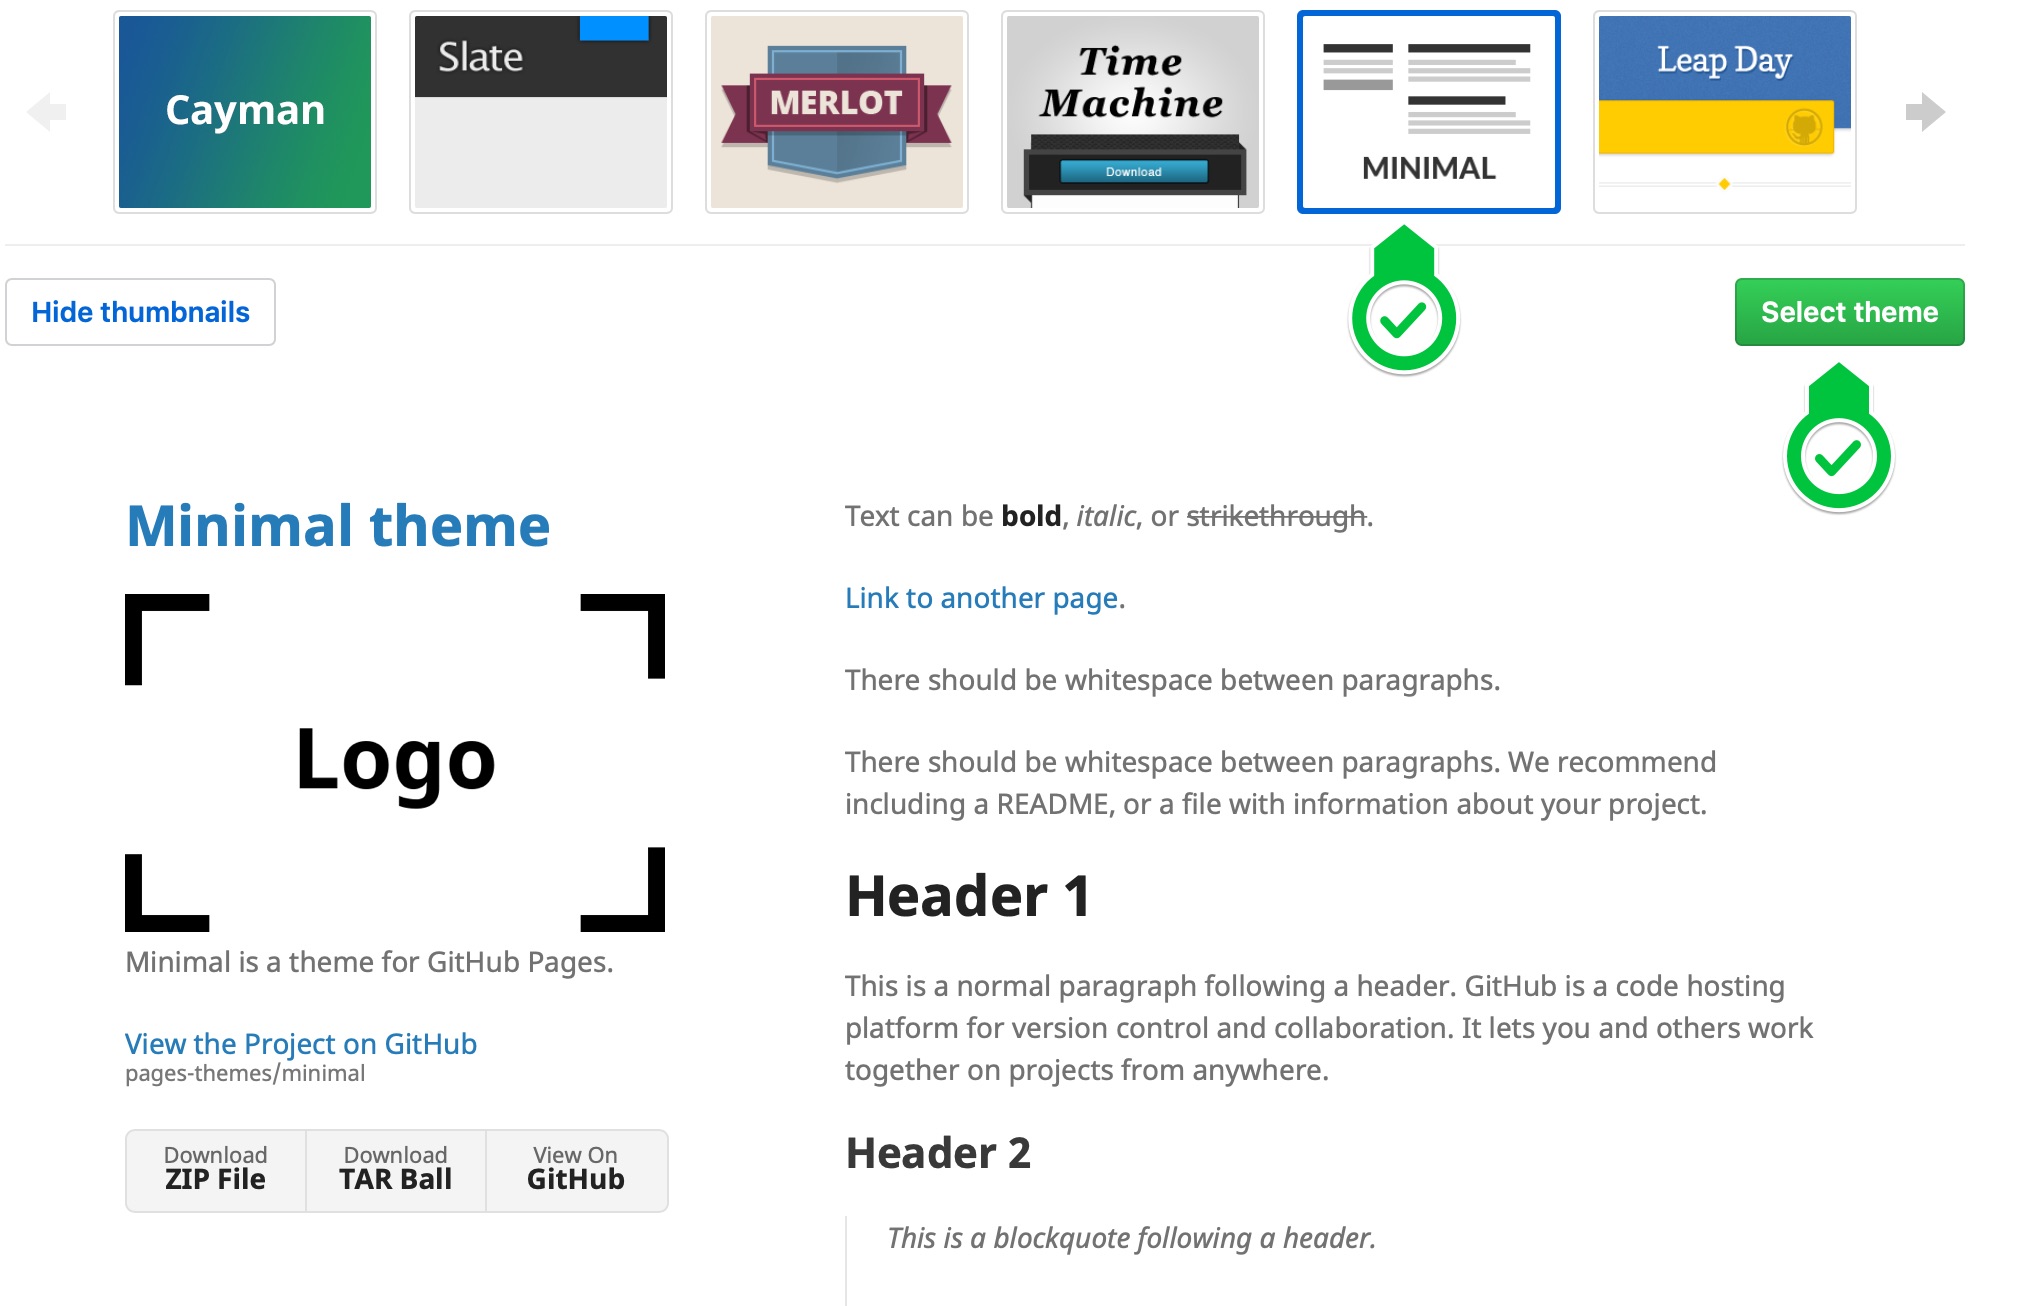 Cayman
Slate
MERLOT
Time
Machine
Download
MINIMAL
Leap Day
Hide thumbnails
Select theme
Minimal theme
Logo
Minimal is a theme for GitHub Pages.
View the Project on GitHub
pages-themes/minimal
Download
ZIP File
Download
TAR Ball
View On
GitHub
Text can be bold, italic, or strikethrough.
Link to another page.
There should be whitespace between paragraphs.
There should be whitespace between paragraphs. We recommend
including a README, or a file with information about your project.
Header 1
This is a normal paragraph following a header. GitHub is a code hosting
platform for version control and collaboration. It lets you and others work
together on projects from anywhere.
Header 2
This is a blockquote following a header.